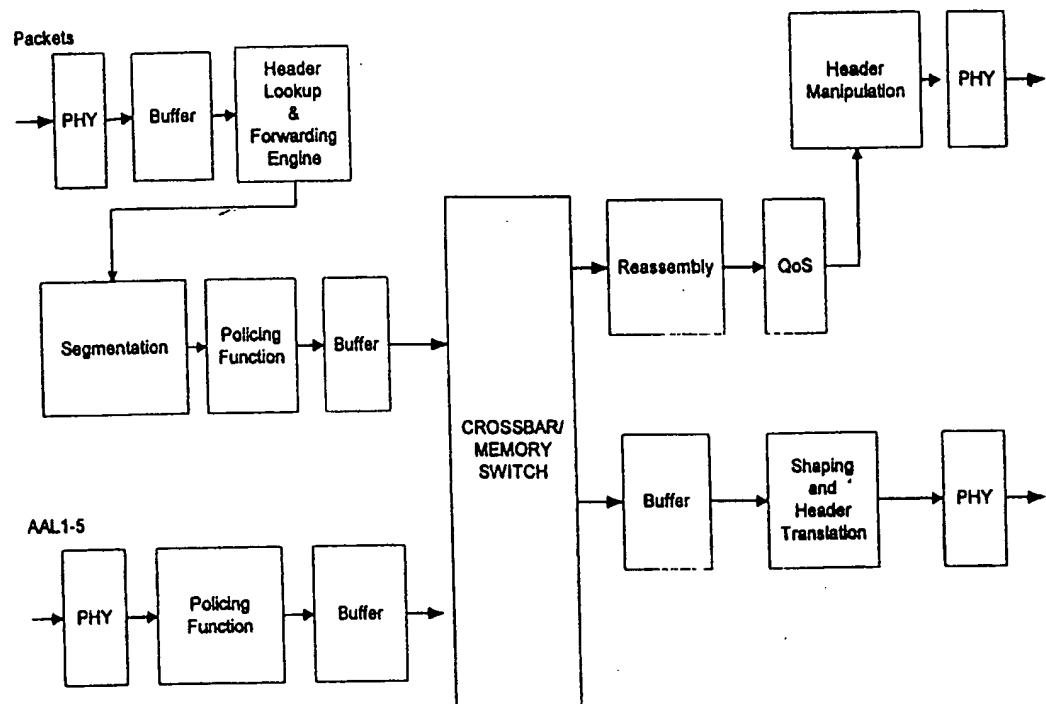 Packets
PHY
Buffer
Header
Lookup
&
Forwarding
Engine
Header
Manipulation
PHY
Segmentation
Policing
Function
Buffer
CROSSBAR/
MEMORY
SWITCH
Reassembly
QoS
AAL1-5
PHY
Policing
Function
Buffer
Buffer
Shaping
and
Header
Translation
PHY